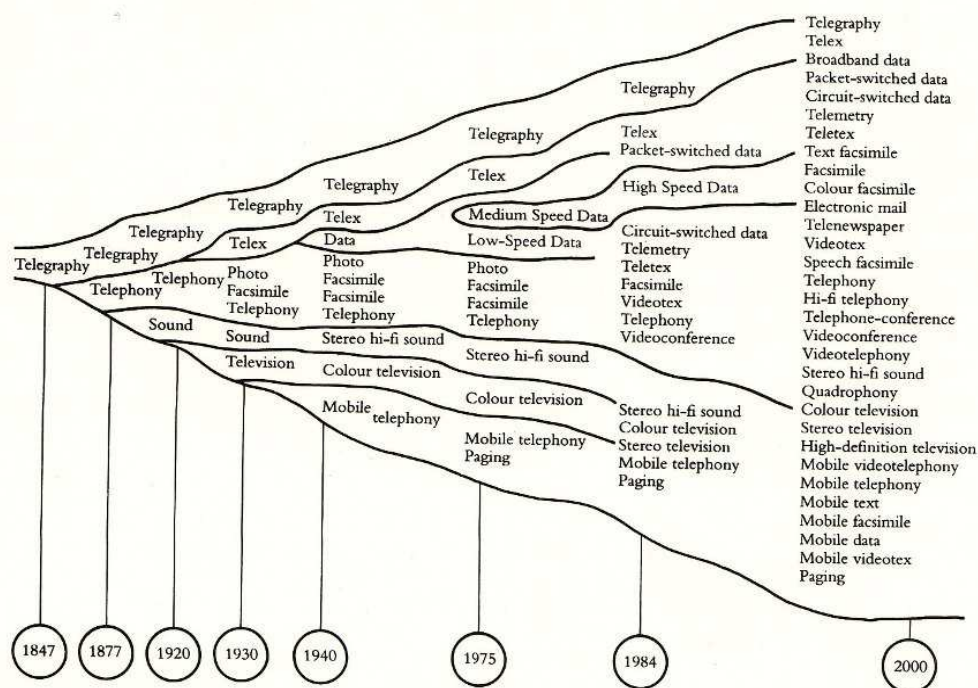 Telegraphy
Telegraphy
Telephony
Telegraphy
Telephony
Sound
Telegraphy
Telex
Photo
Facsimile
Telephony
Sound
Television
Telegraphy
Telex
Data
Photo
Facsimile
Facsimile
Telephony
Stereo hi-fi sound
Colour television
Mobile telephony
Telegraphy
Telex
Medium Speed Data
Low-Speed Data
Photo
Facsimile
Facsimile
Telephony
Stereo hi-fi sound
Colour television
Mobile telephony
Paging
Telegraphy
Telex
Packet-switched data
High Speed Data
Circuit-switched data
Telemetry
Teletex
Facsimile
Videotex
Telephony
Videoconference
Stereo hi-fi sound
Colour television
Stereo television
Mobile telephony
Paging
Telegraphy
Telex
Broadband data
Packet-switched data
Circuit-switched data
Telemetry
Teletex
Text facsimile
Facsimile
Colour facsimile
Electronic mail
Telenewspaper
Videotex
Speech facsimile
Telephony
Hi-fi telephony
Telephone-conference
Videoconference
Videotelephony
Stereo hi-fi sound
Quadrophony
Colour television
Stereo television
High-definition television
Mobile videotelephony
Mobile telephony
Mobile text
Mobile facsimile
Mobile data
Mobile videotex
Paging
1847
1877
1920
1930
1940
1975
1984
2000